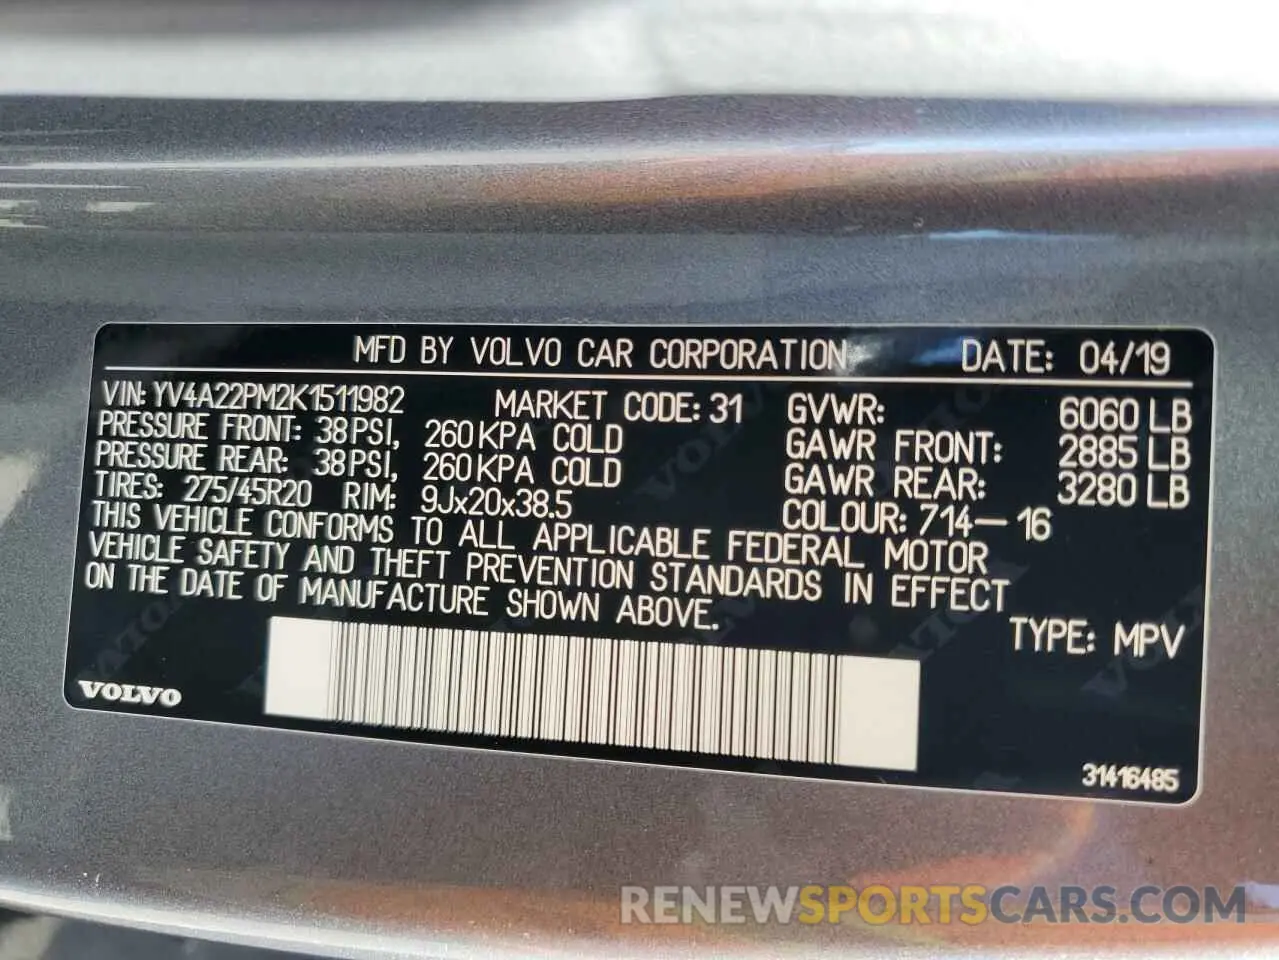 MFD BY VOLVO CAR CORPORATION DATE: 04/19
VIN: YV4A22PM2K1511982 MARKET CODE: 31 GVWR: 6060 LB
PRESSURE FRONT: 38 PSI, 260 KPA COLD GAWR FRONT: 2885 LB
PRESSURE REAR: 38 PSI, 260 KPA COLD GAWR REAR: 3280 LB
TIRES: 275/45R20 RIM: 9Jx20x38.5 COLOUR: 714-16
THIS VEHICLE CONFORMS TO ALL APPLICABLE FEDERAL MOTOR
VEHICLE SAFETY AND THEFT PREVENTION STANDARDS IN EFFECT
ON THE DATE OF MANUFACTURE SHOWN ABOVE.
TYPE: MPV
VOLVO
31416485
RENEWSPORTSCARS.COM